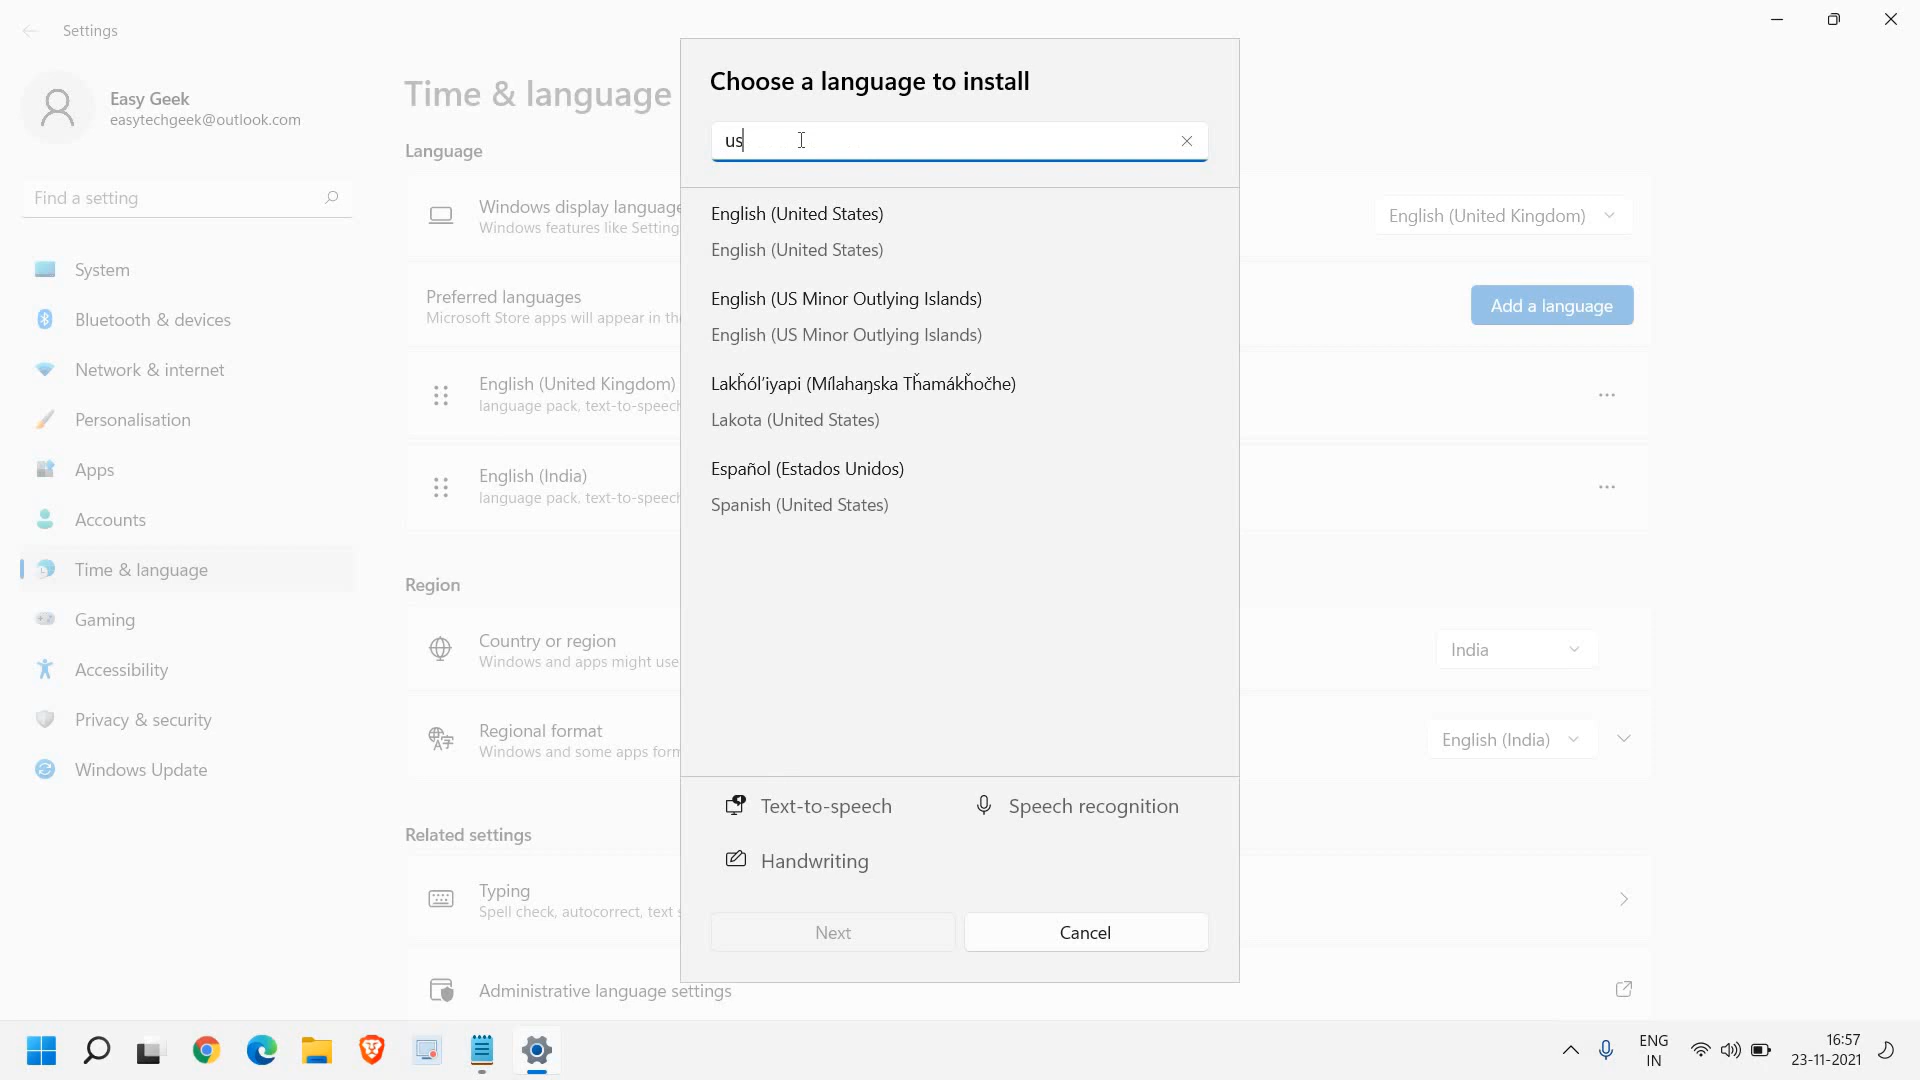 Settings
Easy Geek
easytechgeek@outlook.com
Find a setting
System
Bluetooth & devices
Network & internet
Personalisation
Apps
Accounts
Time & language
Gaming
Accessibility
Privacy & security
Windows Update
Time & language
Language
Windows display language
Windows features like Setting
English (United Kingdom)
Preferred languages
Microsoft Store apps will appear in th
Add a language
English (United Kingdom)
language pack, text-to-speech
English (India)
language pack, text-to-speech
Region
Country or region
Windows and apps might use
India
Regional format
Windows and some apps form
English (India)
Related settings
Typing
Spell check, autocorrect, text s
Administrative language settings
Choose a language to install
us
English (United States)
English (United States)
English (US Minor Outlying Islands)
English (US Minor Outlying Islands)
Lakȟólʼiyapi (Mílahaŋska Tȟamákȟočhe)
Lakota (United States)
Español (Estados Unidos)
Spanish (United States)
Text-to-speech
Speech recognition
Handwriting
Next
Cancel
ENG
IN
16:57
23-11-2021